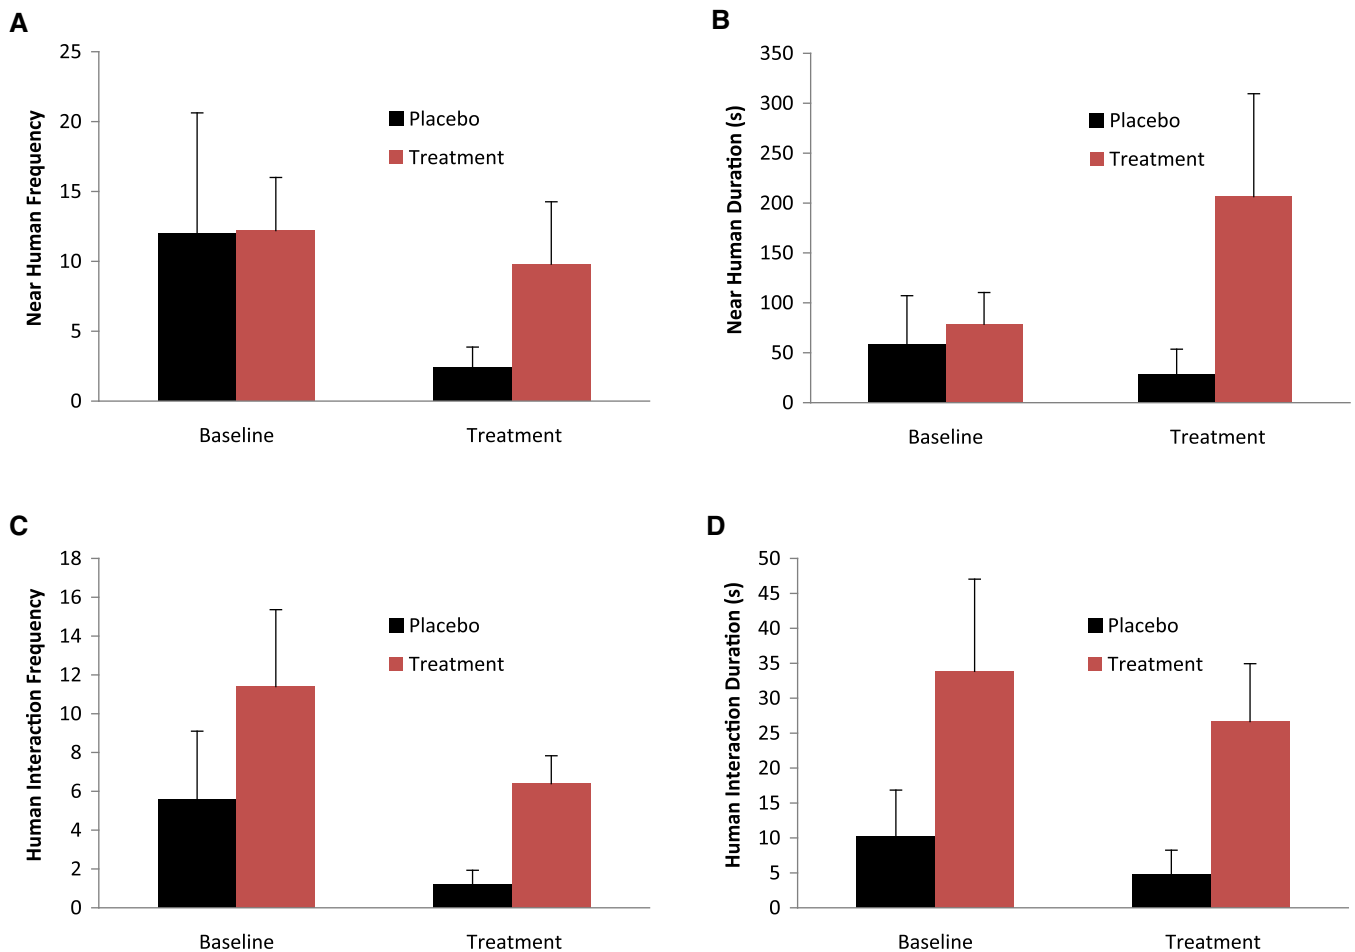 A
Near Human Frequency
25
20
15
10
5
0
Placebo
Treatment
Baseline
Treatment
B
Near Human Duration (s)
350
300
250
200
150
100
50
0
Placebo
Treatment
Baseline
Treatment
C
Human Interaction Frequency
18
16
14
12
10
8
6
4
2
0
Placebo
Treatment
Baseline
Treatment
D
Human Interaction Duration (s)
50
45
40
35
30
25
20
15
10
5
0
Placebo
Treatment
Baseline
Treatment